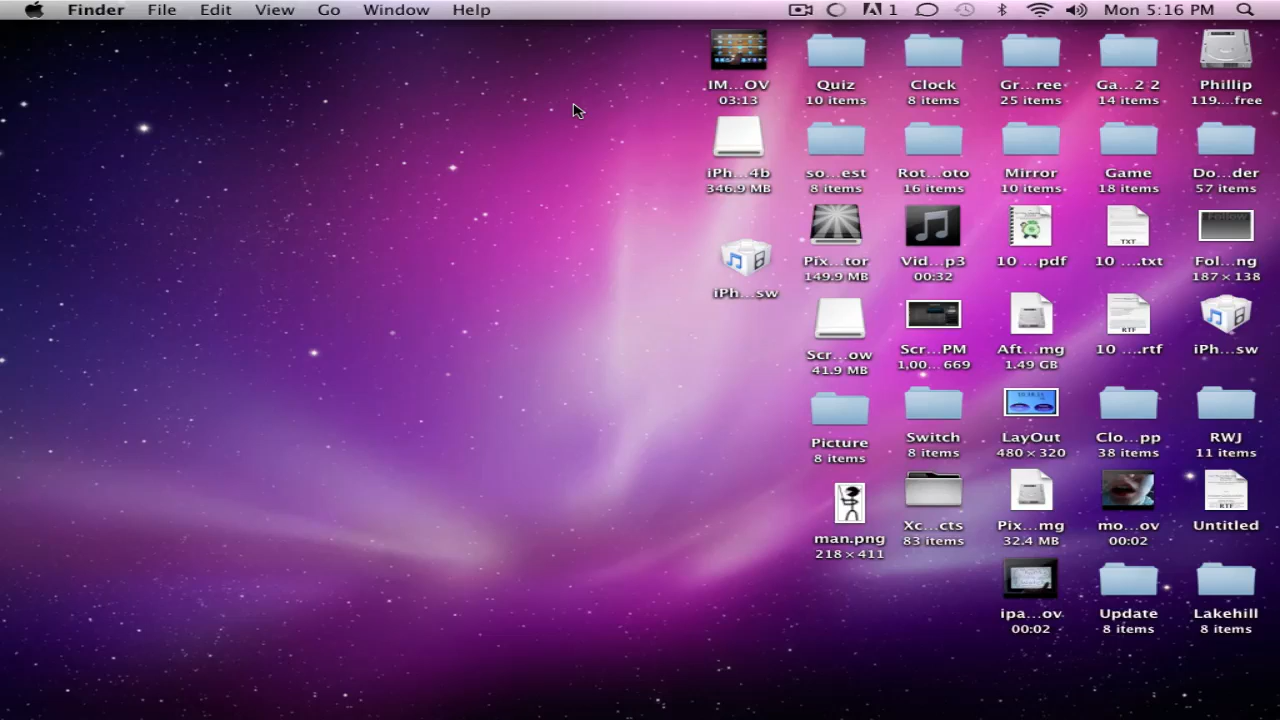 Finder File Edit View Go Window Help
1 Mon 5:16 PM
IM...OV Quiz Clock Gr...ree Ga...2 2 Phillip
03:13 10 items 8 items 25 items 14 items 119....free
iPh...4b so...est Rot...oto Mirror Game Do...der
346.9 MB 8 items 16 items 10 items 18 items 57 items
Follow
TXT
Pix...tor Vid...p3 10 ...pdf 10 ....txt Fol...ng
149.9 MB 00:32 187 × 138
iPh...sw
RTF
Scr...ow Scr...PM Aft...mg 10 ....rtf iPh...sw
41.9 MB 1,00... 669 1.49 GB
Picture Switch LayOut Clo...pp RWJ
8 items 8 items 480 × 320 38 items 11 items
RTF
man.png Xc...cts Pix...mg mo...ov Untitled
218 × 411 83 items 32.4 MB 00:02
ipa...ov Update Lakehill
00:02 8 items 8 items